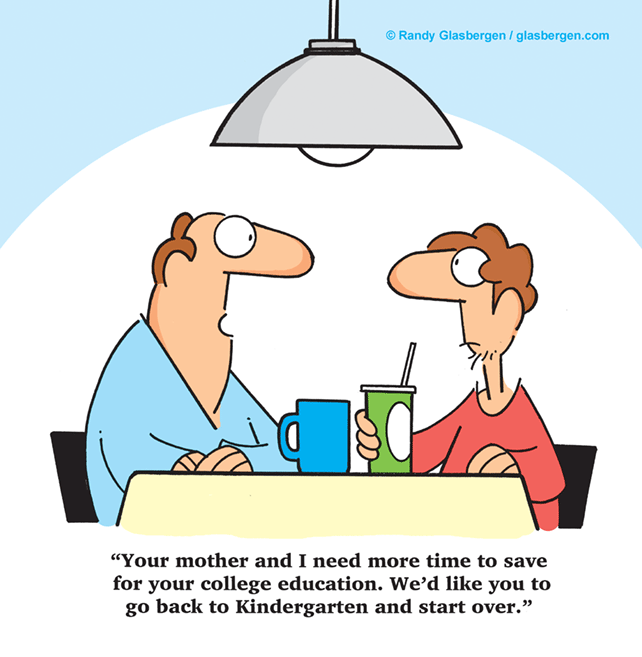 © Randy Glasbergen / glasbergen.com
“Your mother and I need more time to save
for your college education. We’d like you to
go back to Kindergarten and start over.”